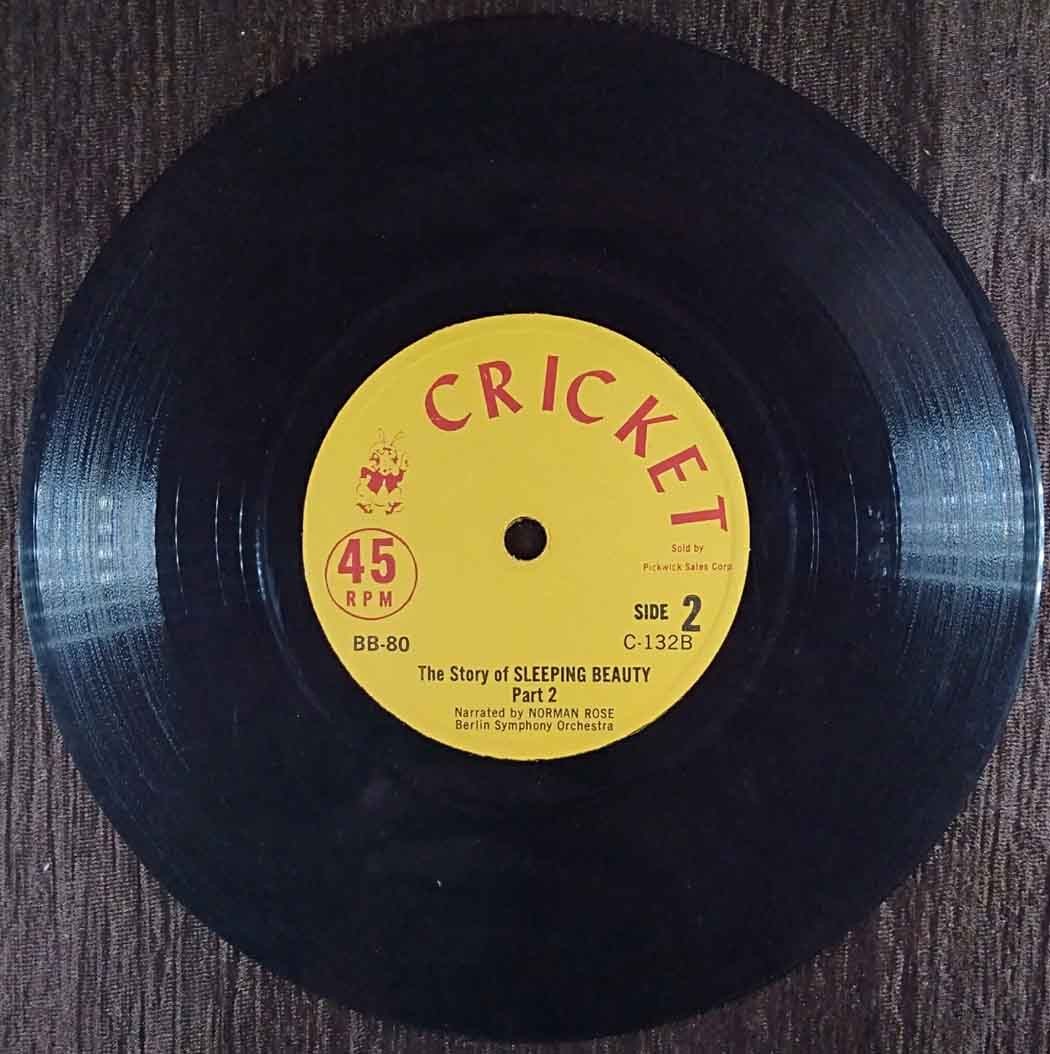 CRICKET
45
RPM
Sold by
Pickwick Sales Corp
SIDE 2
BB-80
C-132B
The Story of SLEEPING BEAUTY
Part 2
Narrated by NORMAN ROSE
Berlin Symphony Orchestra